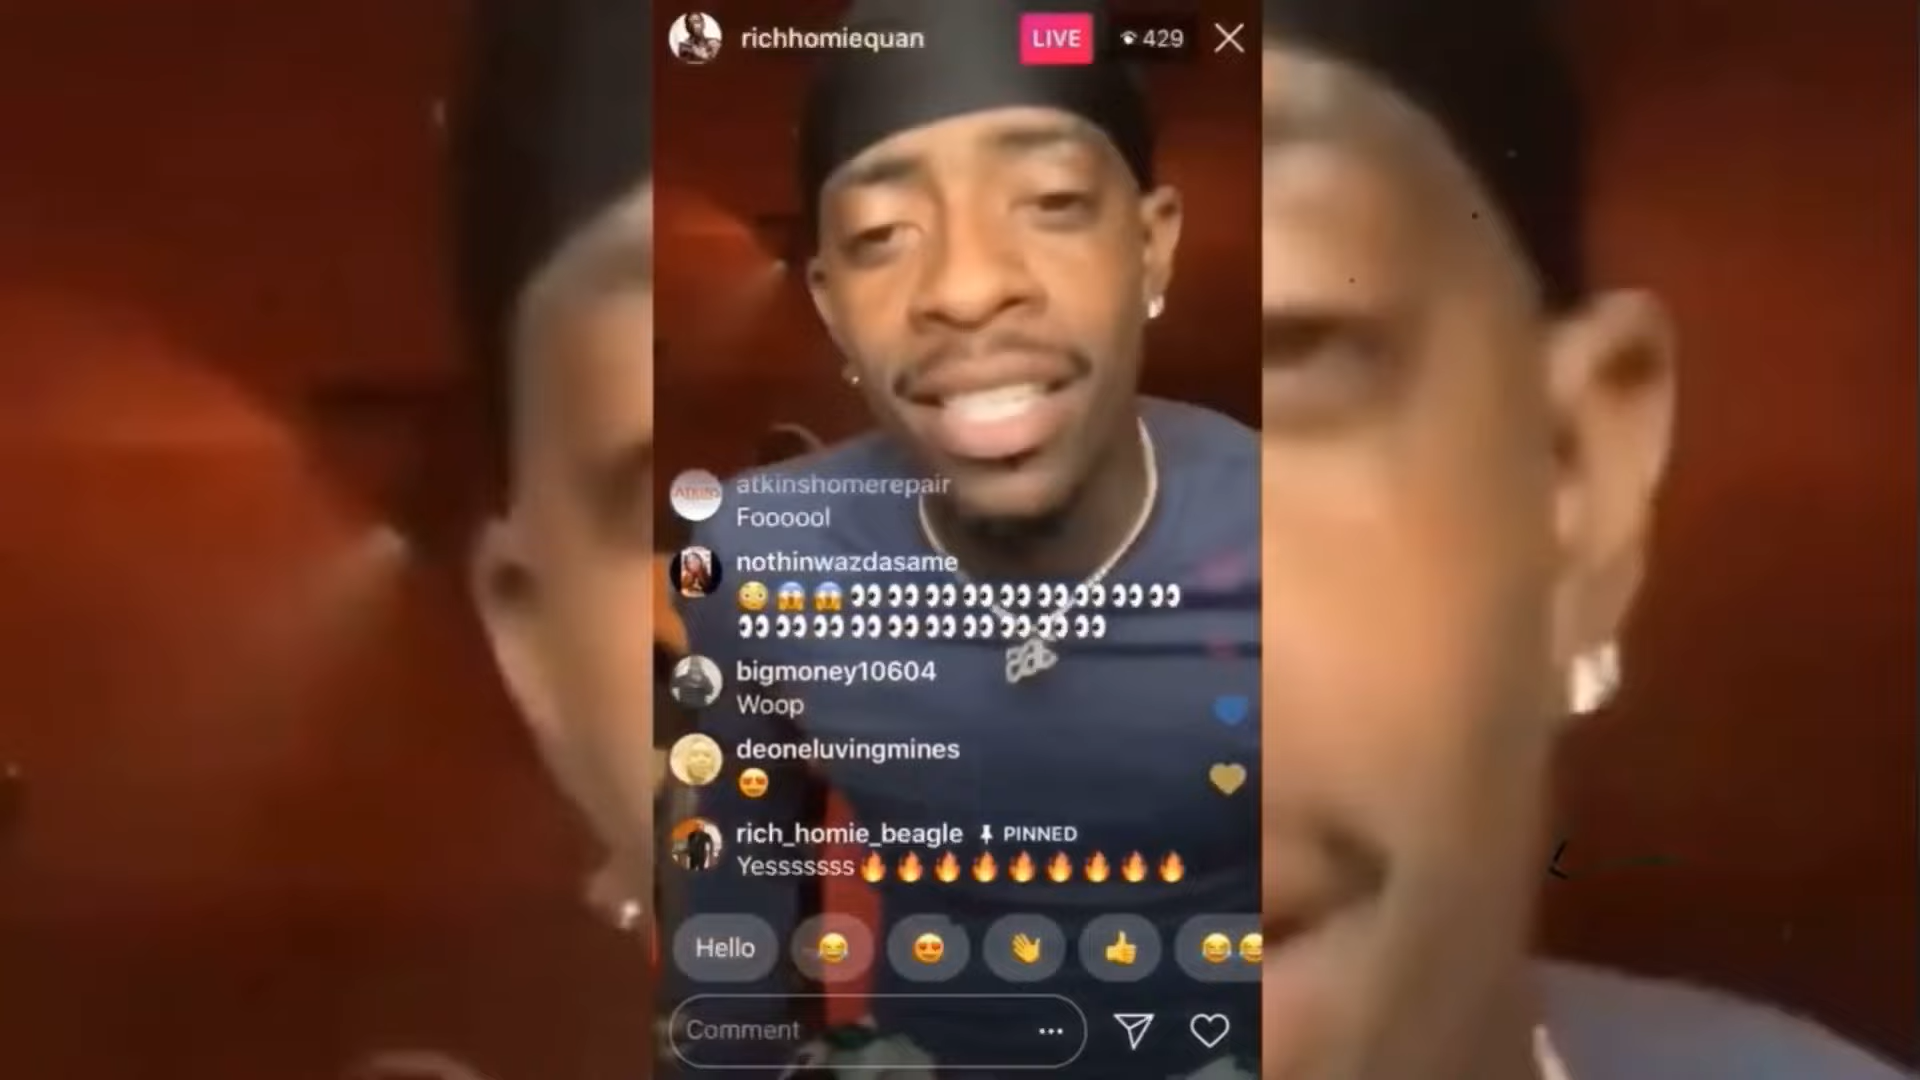 richhomiequan LIVE 429
atkinshomerepair
Foooool
nothinwazdasame
😳😱😱👀👀👀👀👀👀👀👀👀
👀👀👀👀👀👀👀👀👀👀
bigmoney10604
Woop
deoneluvingmines
😍
rich_homie_beagle PINNED
Yesssssss🔥🔥🔥🔥🔥🔥🔥🔥🔥
Hello 😂 😍 👋 👍 😂😂
Comment